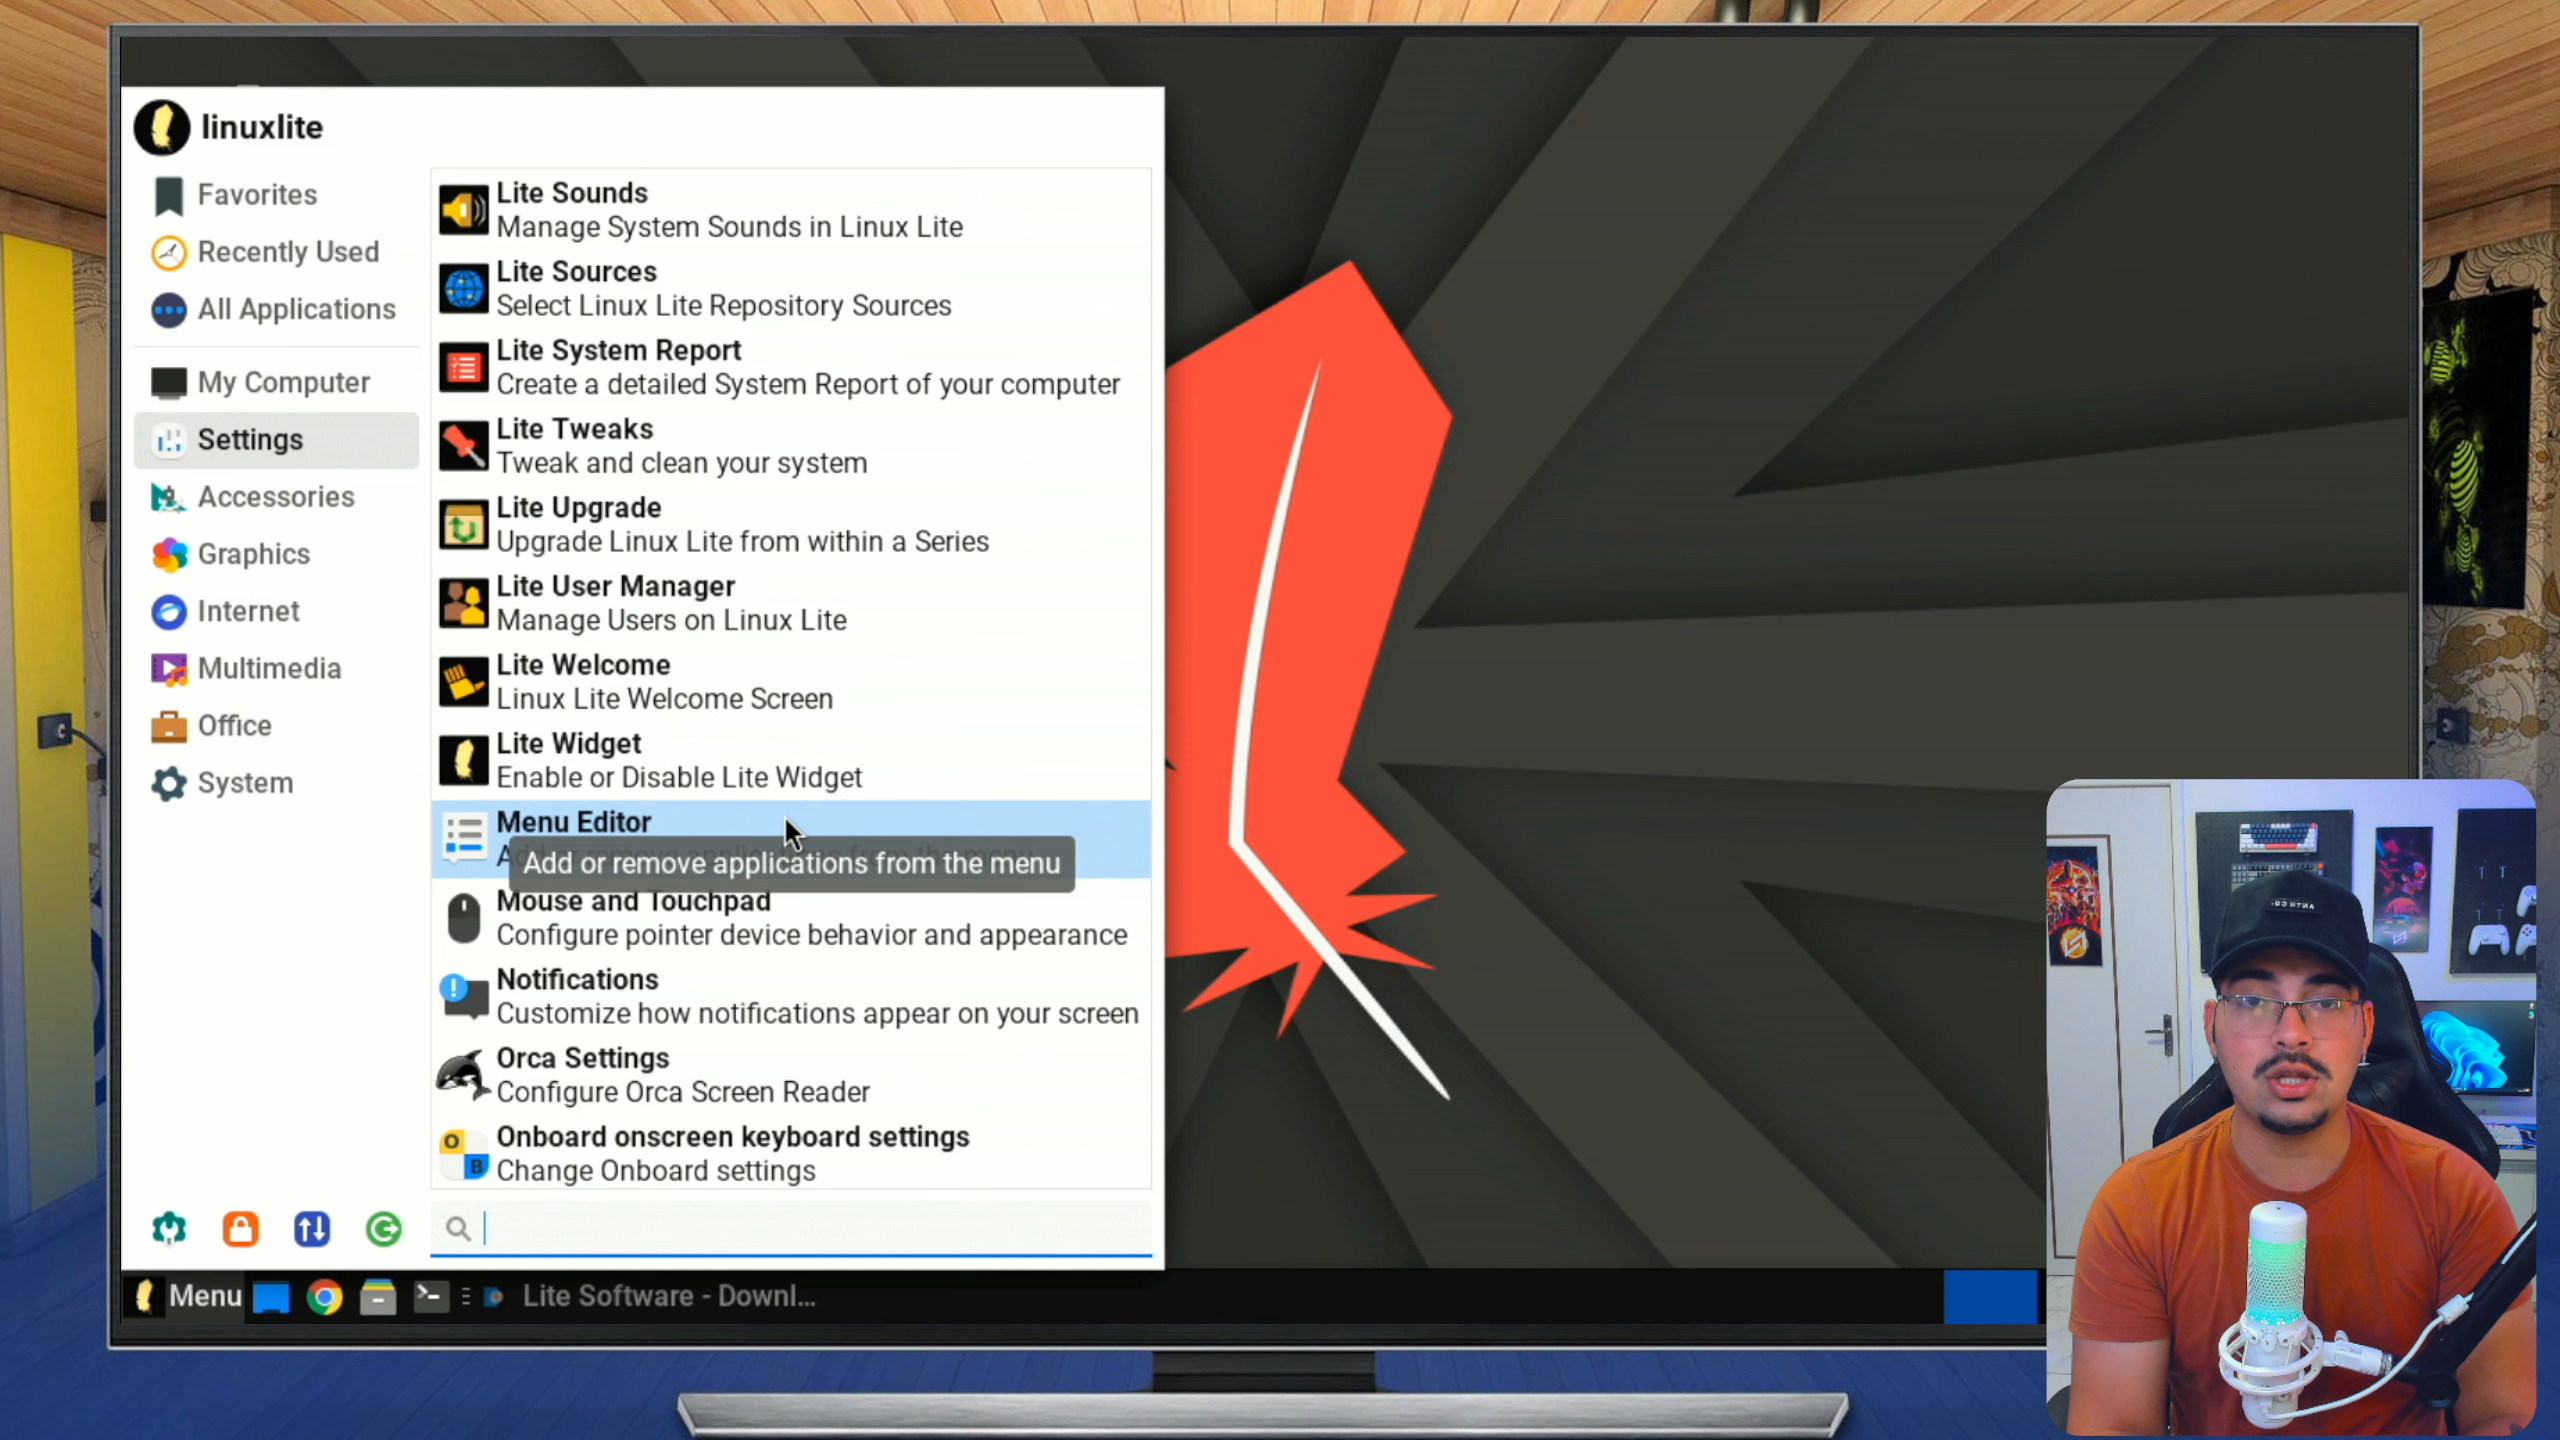 linuxlite
Favorites
Recently Used
All Applications
My Computer
Settings
Accessories
Graphics
Internet
Multimedia
Office
System
Lite Sounds
Manage System Sounds in Linux Lite
Lite Sources
Select Linux Lite Repository Sources
Lite System Report
Create a detailed System Report of your computer
Lite Tweaks
Tweak and clean your system
Lite Upgrade
Upgrade Linux Lite from within a Series
Lite User Manager
Manage Users on Linux Lite
Lite Welcome
Linux Lite Welcome Screen
Lite Widget
Enable or Disable Lite Widget
Menu Editor
Add or remove applications from the menu
Mouse and Touchpad
Configure pointer device behavior and appearance
Notifications
Customize how notifications appear on your screen
Orca Settings
Configure Orca Screen Reader
Onboard onscreen keyboard settings
Change Onboard settings
Menu
Lite Software - Downl...